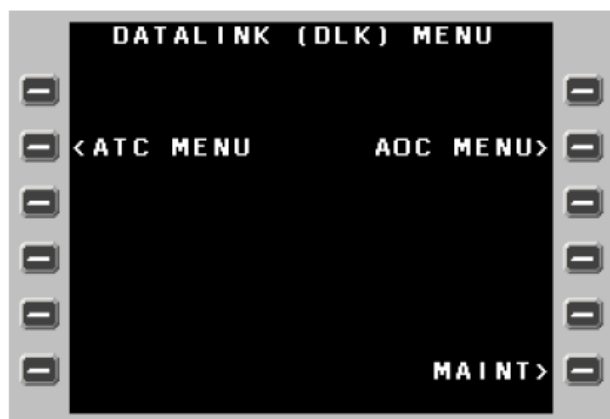 DATALINK (DLK) MENU
<ATC MENU AOC MENU>
MAINT>